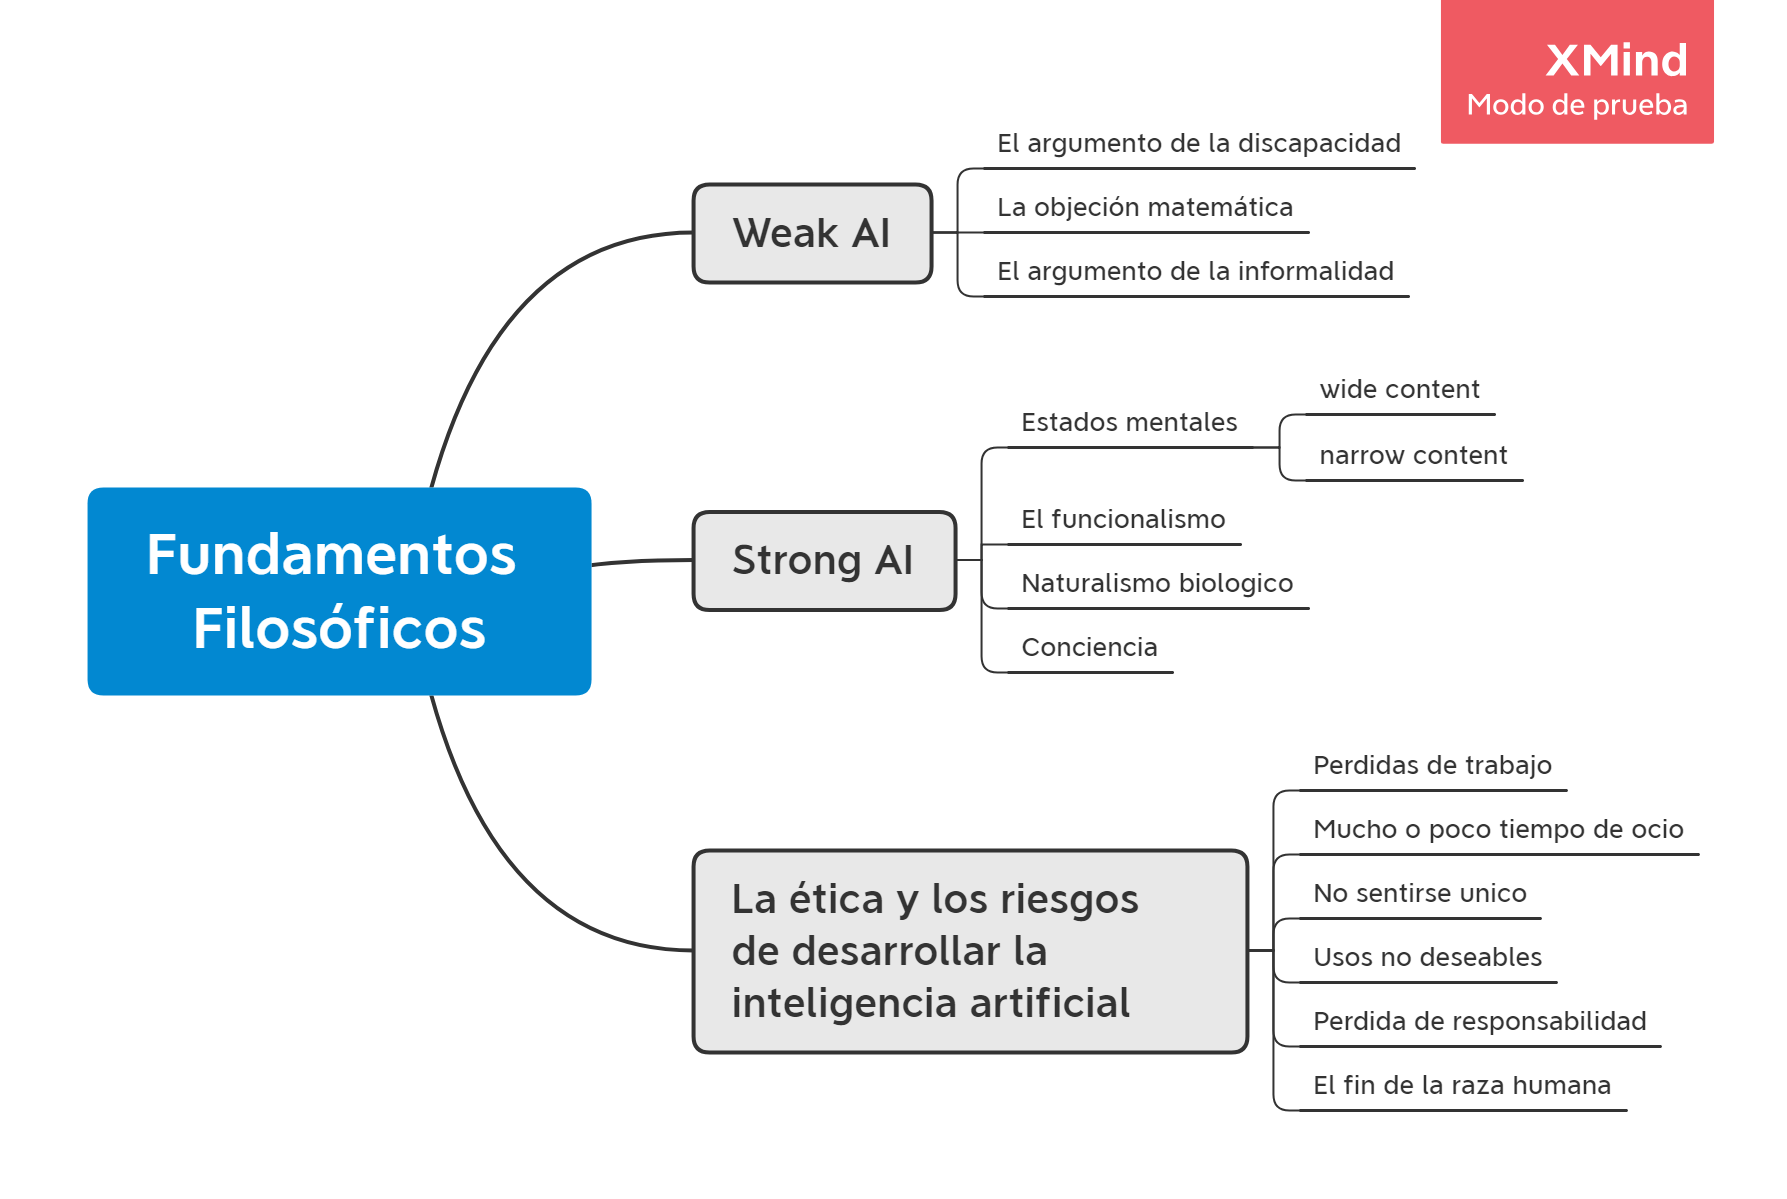 XMind
Modo de prueba
Fundamentos
Filosóficos
Weak AI
El argumento de la discapacidad
La objeción matemática
El argumento de la informalidad
Strong AI
Estados mentales
wide content
narrow content
El funcionalismo
Naturalismo biologico
Conciencia
La ética y los riesgos
de desarrollar la
inteligencia artificial
Perdidas de trabajo
Mucho o poco tiempo de ocio
No sentirse unico
Usos no deseables
Perdida de responsabilidad
El fin de la raza humana